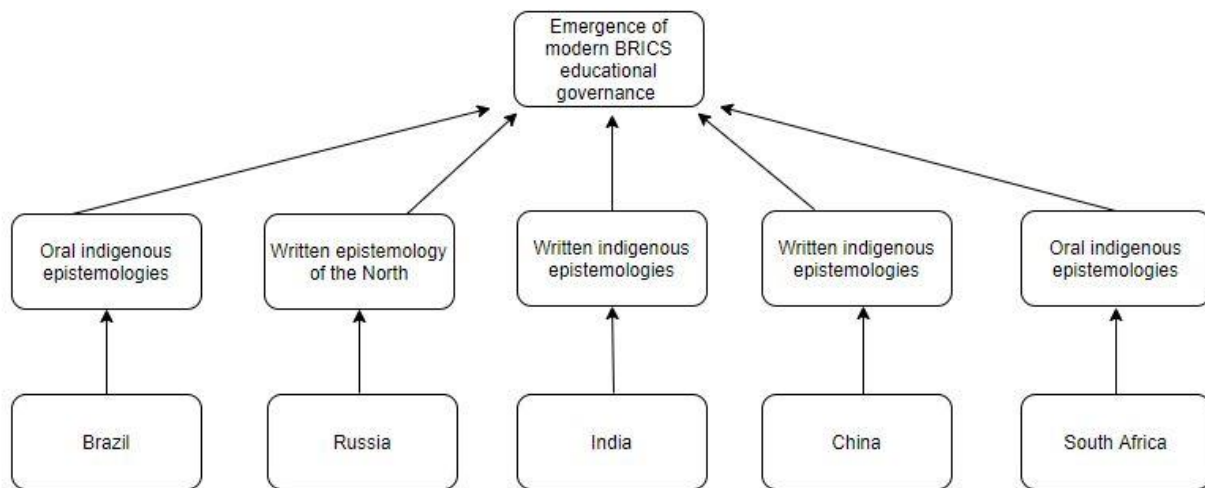 Emergence of
modern BRICS
educational
governance
Oral indigenous
epistemologies
Written epistemology
of the North
Written indigenous
epistemologies
Written indigenous
epistemologies
Oral indigenous
epistemologies
Brazil
Russia
India
China
South Africa